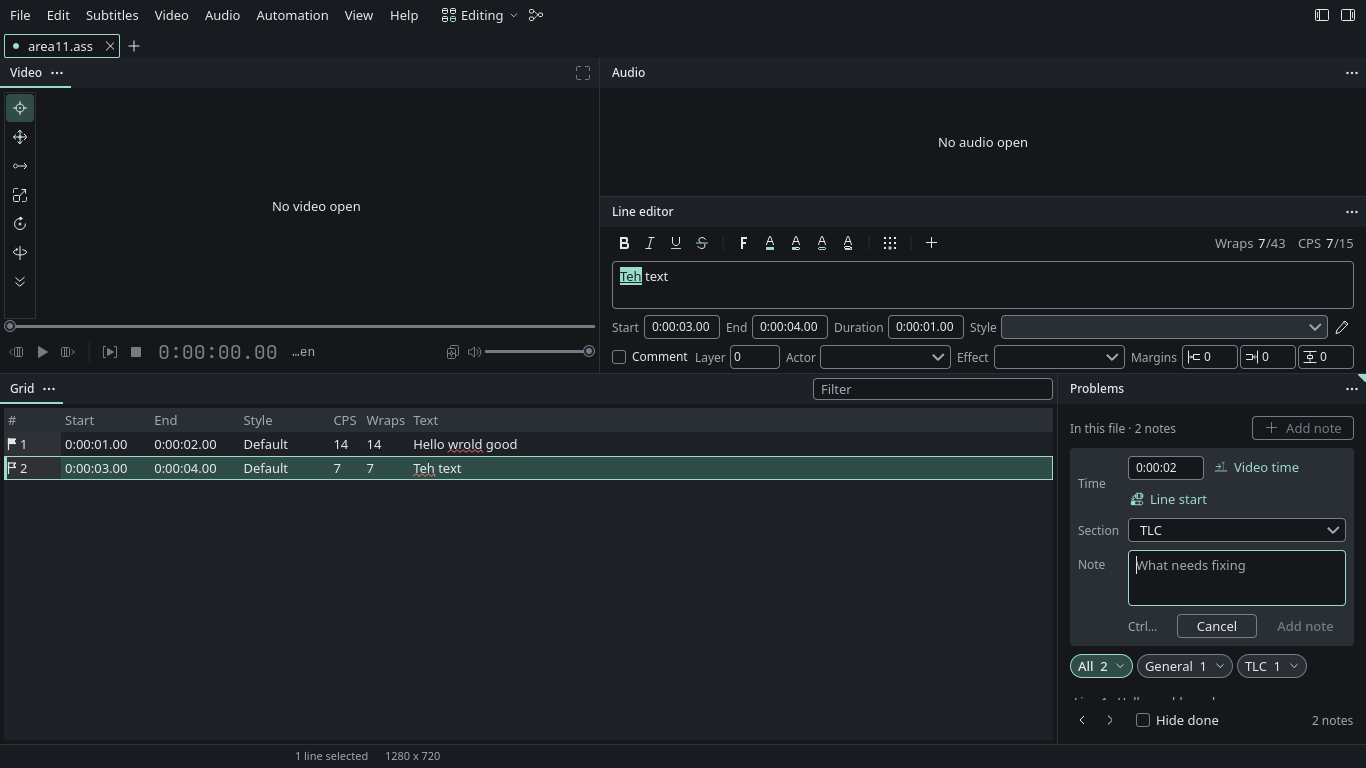 File Edit Subtitles Video Audio Automation View Help Editing
area11.ass
Video
No video open
0:00:00.00 …en
Audio
No audio open
Line editor
B I U S F A A A A Wraps 7/43 CPS 7/15
Teh text
Start 0:00:03.00 End 0:00:04.00 Duration 0:00:01.00 Style
Comment Layer 0 Actor Effect Margins 0 0 0
Grid Filter
# Start End Style CPS Wraps Text
1 0:00:01.00 0:00:02.00 Default 14 14 Hello wrold good
2 0:00:03.00 0:00:04.00 Default 7 7 Teh text
Problems
In this file · 2 notes Add note
Time 0:00:02 Video time
Line start
Section TLC
Note What needs fixing
Ctrl... Cancel Add note
All 2 General 1 TLC 1
Hide done 2 notes
1 line selected 1280 x 720